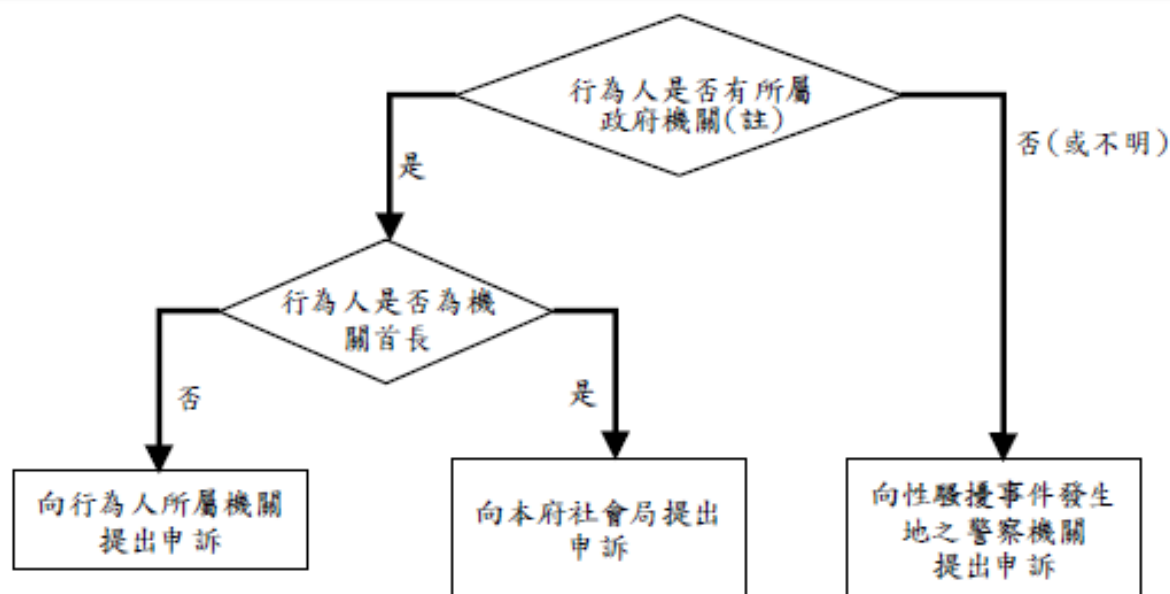 行為人是否有所屬
政府機關(註)
否(或不明)
是
行為人是否為機
關首長
否
是
向行為人所屬機關
提出申訴
向本府社會局提出
申訴
向性騷擾事件發生
地之警察機關
提出申訴